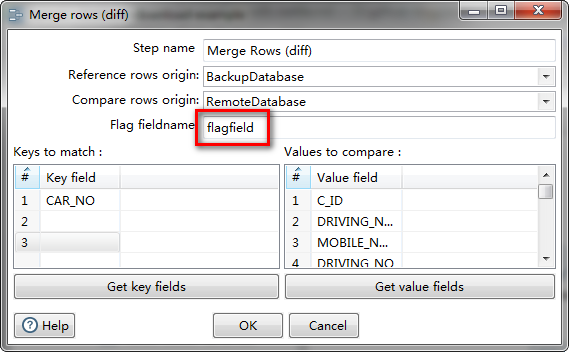 Merge rows (diff)
Step name Merge Rows (diff)
Reference rows origin: BackupDatabase
Compare rows origin: RemoteDatabase
Flag fieldname flagfield
Keys to match :
# Key field
1 CAR_NO
2
3
Values to compare :
# Value field
1 C_ID
2 DRIVING_N...
3 MOBILE_N...
4 DRIVING_NO
Get key fields
Get value fields
Help
OK
Cancel